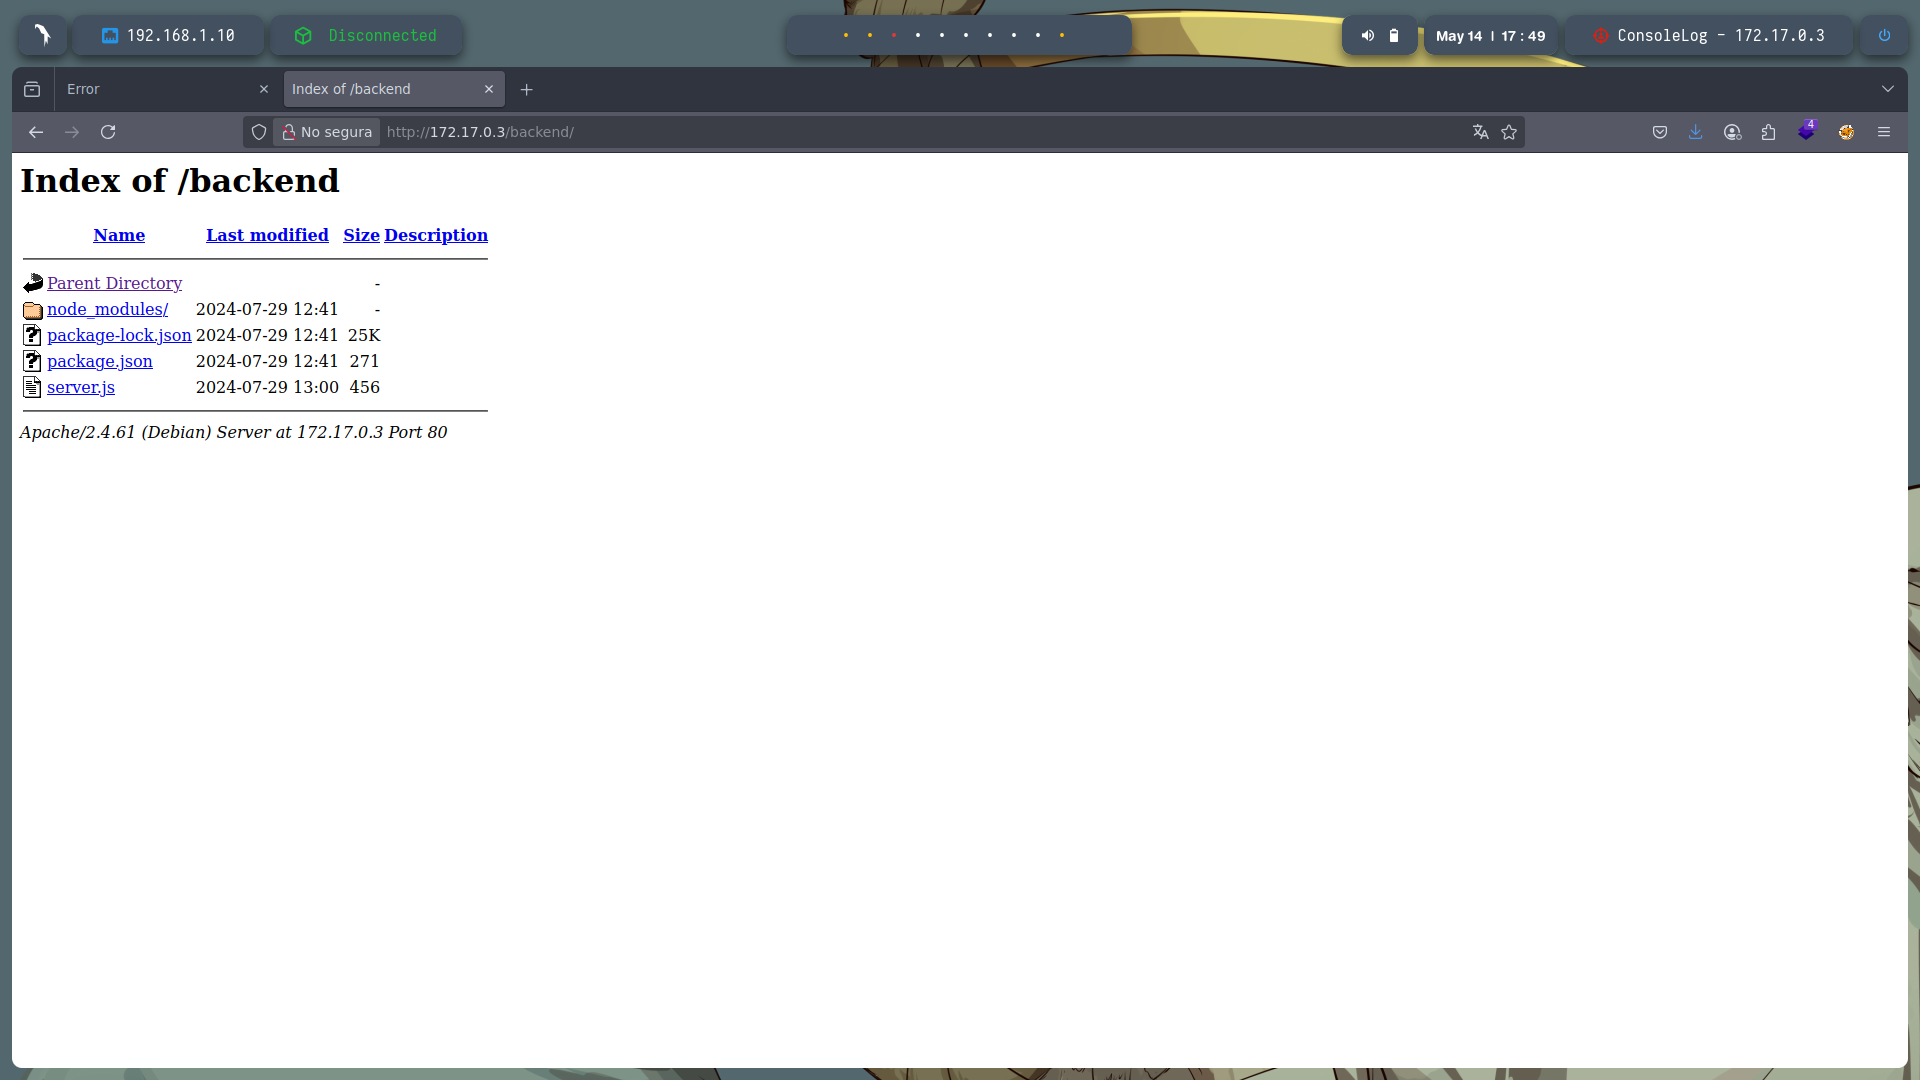 192.168.1.10
Disconnected
May 14 | 17 : 49
ConsoleLog - 172.17.0.3
Error
Index of /backend
No segura
http://172.17.0.3/backend/
4
Index of /backend
Name Last modified Size Description
Parent Directory -
node_modules/ 2024-07-29 12:41 -
package-lock.json 2024-07-29 12:41 25K
package.json 2024-07-29 12:41 271
server.js 2024-07-29 13:00 456
Apache/2.4.61 (Debian) Server at 172.17.0.3 Port 80